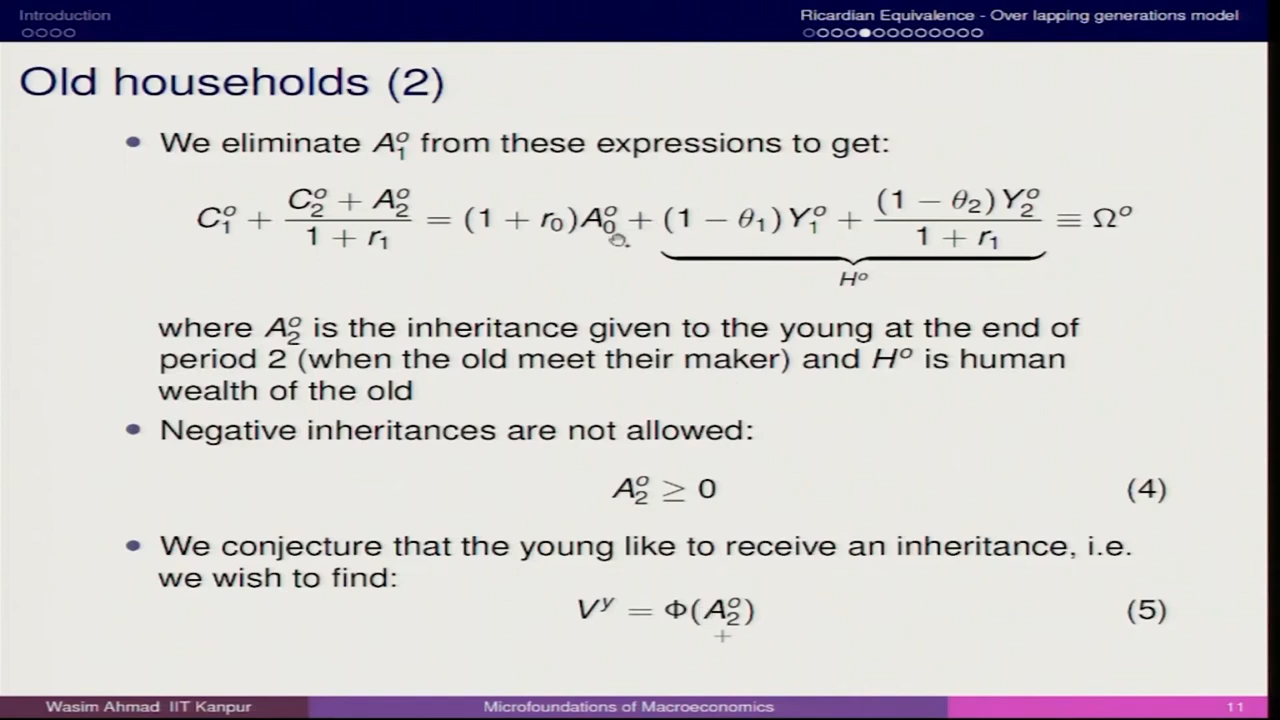 Introduction
Ricardian Equivalence - Over lapping generations model
Old households (2)
• We eliminate A₁ᵒ from these expressions to get:
C₁ᵒ + (C₂ᵒ + A₂ᵒ)/(1 + r₁) = (1 + r₀)A₀ᵒ + (1 − θ₁)Y₁ᵒ + (1 − θ₂)Y₂ᵒ/(1 + r₁) ≡ Ωᵒ
Hᵒ
where A₂ᵒ is the inheritance given to the young at the end of
period 2 (when the old meet their maker) and Hᵒ is human
wealth of the old
• Negative inheritances are not allowed:
A₂ᵒ ≥ 0 (4)
• We conjecture that the young like to receive an inheritance, i.e.
we wish to find:
Vʸ = Φ(A₂ᵒ) (5)
+
Wasim Ahmad IIT Kanpur
Microfoundations of Macroeconomics
11